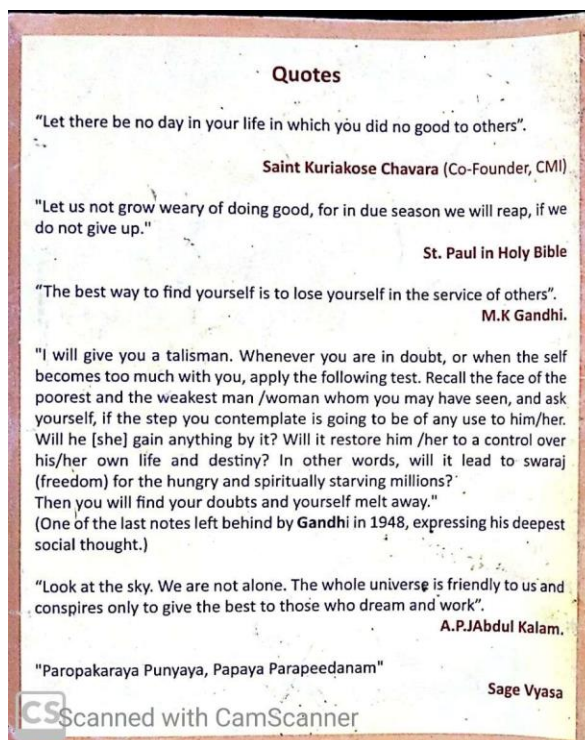 Quotes
“Let there be no day in your life in which you did no good to others”.
Saint Kuriakose Chavara (Co-Founder, CMI)
"Let us not grow weary of doing good, for in due season we will reap, if we
do not give up."
St. Paul in Holy Bible
“The best way to find yourself is to lose yourself in the service of others”.
M.K Gandhi.
"I will give you a talisman. Whenever you are in doubt, or when the self
becomes too much with you, apply the following test. Recall the face of the
poorest and the weakest man /woman whom you may have seen, and ask
yourself, if the step you contemplate is going to be of any use to him/her.
Will he [she] gain anything by it? Will it restore him /her to a control over
his/her own life and destiny? In other words, will it lead to swaraj
(freedom) for the hungry and spiritually starving millions?
Then you will find your doubts and yourself melt away."
(One of the last notes left behind by Gandhi in 1948, expressing his deepest
social thought.)
“Look at the sky. We are not alone. The whole universe is friendly to us and
conspires only to give the best to those who dream and work”.
A.P.JAbdul Kalam.
"Paropakaraya Punyaya, Papaya Parapeedanam"
Sage Vyasa
CS Scanned with CamScanner